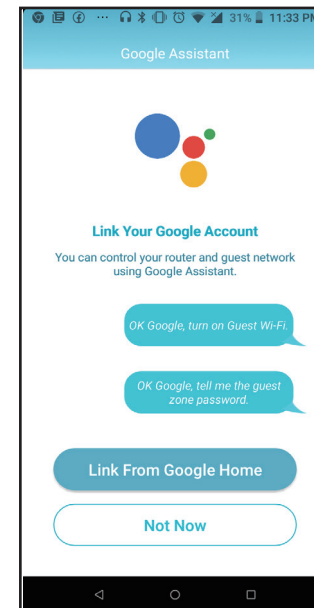 31% 11:33 PM
Google Assistant
Link Your Google Account
You can control your router and guest network
using Google Assistant.
OK Google, turn on Guest Wi-Fi.
OK Google, tell me the guest
zone password.
Link From Google Home
Not Now